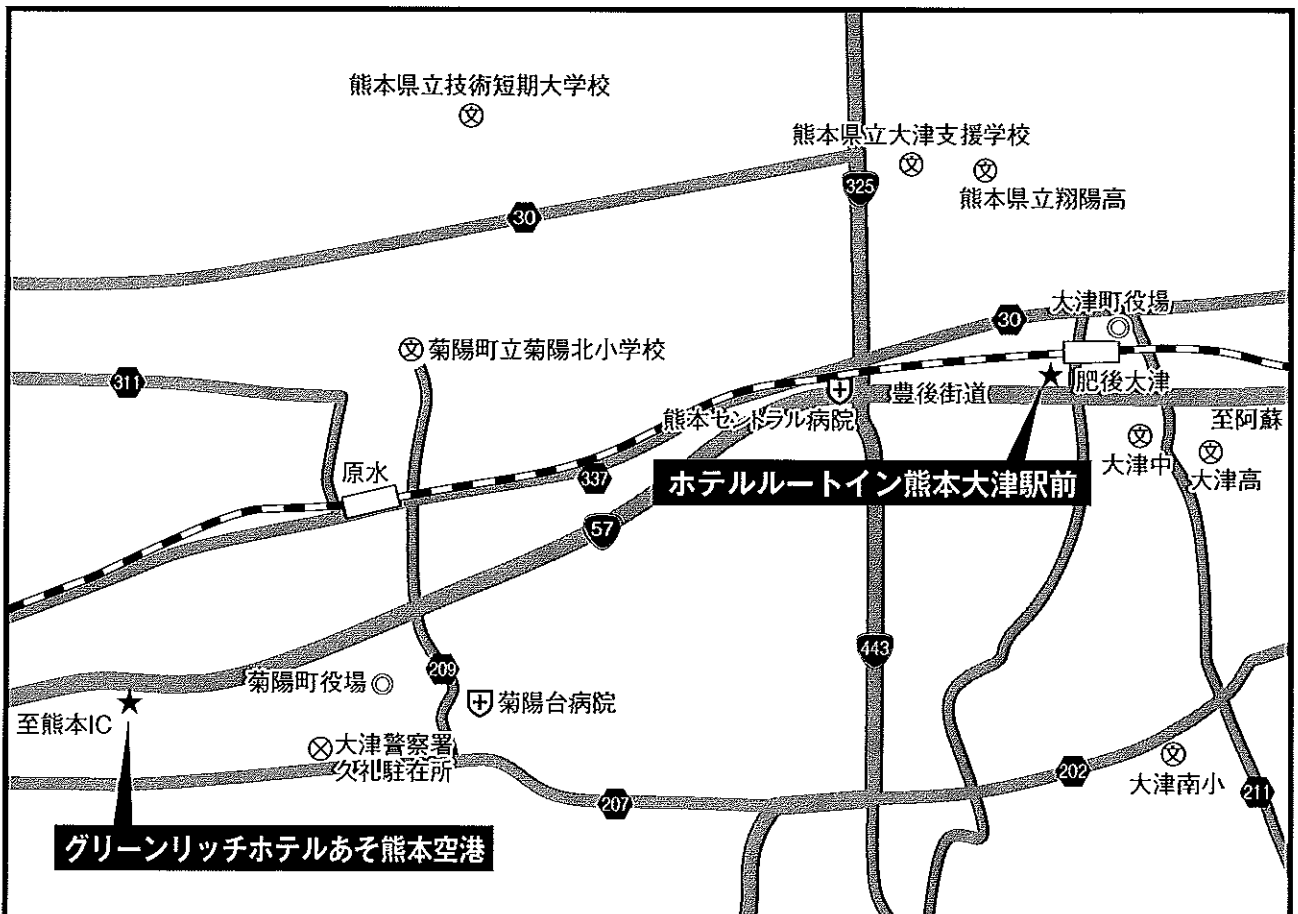 熊本県立技術短期大学校
熊本県立大津支援学校
325
熊本県立翔陽高
30
大津町役場
30
菊陽町立菊陽北小学校
311
肥後大津
豊後街道
至阿蘇
熊本セントラル病院
大津中
大津高
原水
337
ホテルルートイン熊本大津駅前
57
443
209
菊陽町役場
菊陽台病院
至熊本IC
大津警察署
久礼駐在所
202
大津南小
207
211
グリーンリッチホテルあそ熊本空港